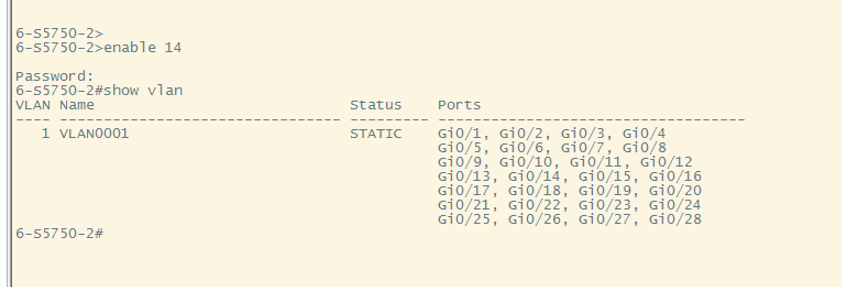 6-S5750-2>
6-S5750-2>enable 14
Password:
6-S5750-2#show vlan
VLAN Name                             Status    Ports
---- -------------------------------- --------- -----------------------------------
   1 VLAN0001                         STATIC    Gi0/1, Gi0/2, Gi0/3, Gi0/4
                                                Gi0/5, Gi0/6, Gi0/7, Gi0/8
                                                Gi0/9, Gi0/10, Gi0/11, Gi0/12
                                                Gi0/13, Gi0/14, Gi0/15, Gi0/16
                                                Gi0/17, Gi0/18, Gi0/19, Gi0/20
                                                Gi0/21, Gi0/22, Gi0/23, Gi0/24
                                                Gi0/25, Gi0/26, Gi0/27, Gi0/28
6-S5750-2#